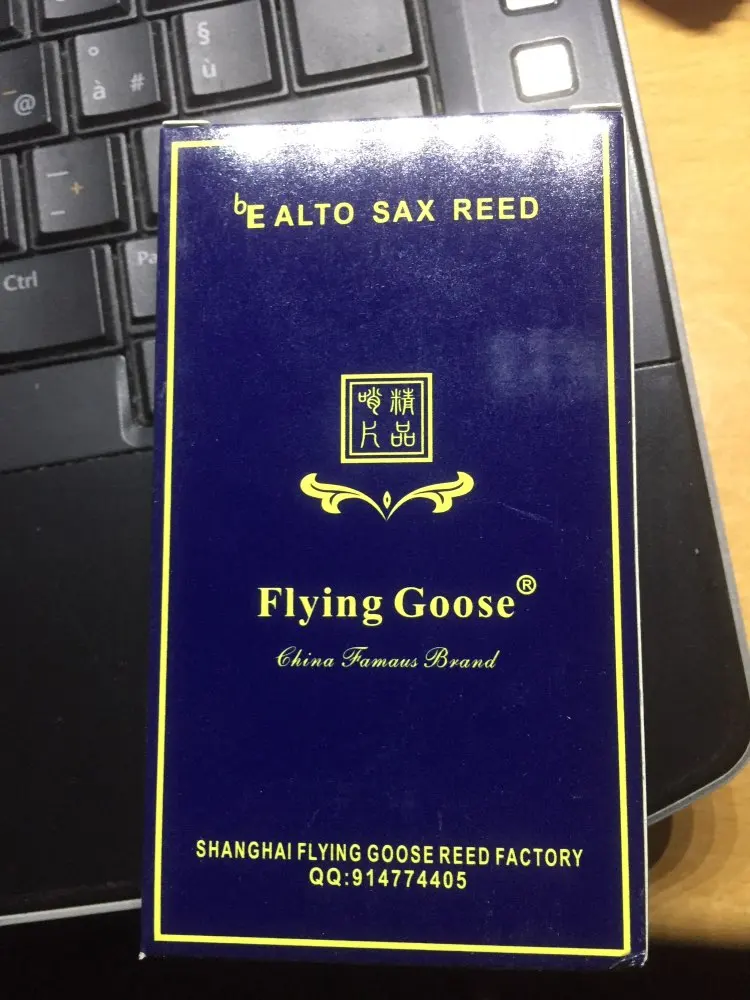 @
°
à #
§
ù
+
Ctrl
Pa
bE ALTO SAX REED
哨精
片品
Flying Goose®
China Famaus Brand
SHANGHAI FLYING GOOSE REED FACTORY
QQ:914774405